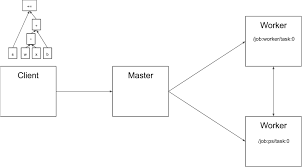 +=
Client
Master
Worker
/job:worker/task:0
Worker
/job:ps/task:0